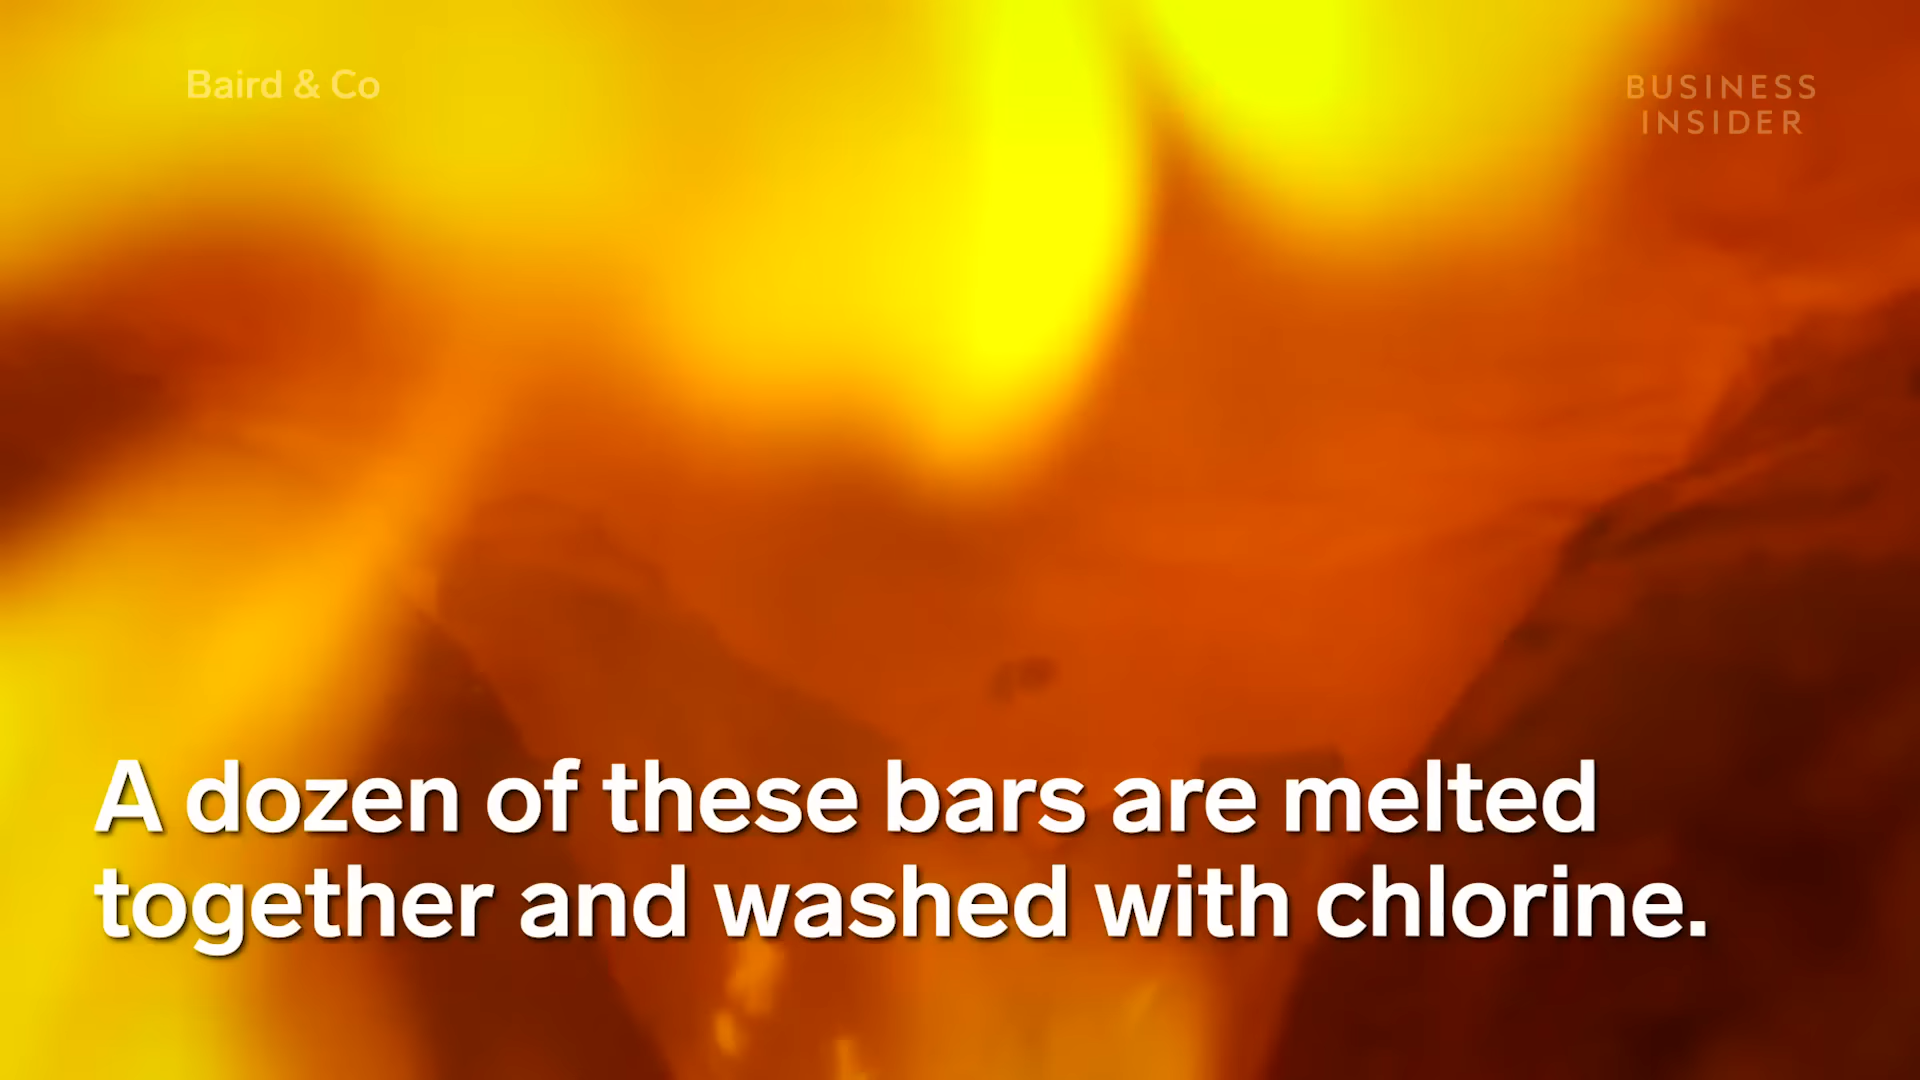 Baird & Co
BUSINESS
INSIDER
A dozen of these bars are melted
together and washed with chlorine.